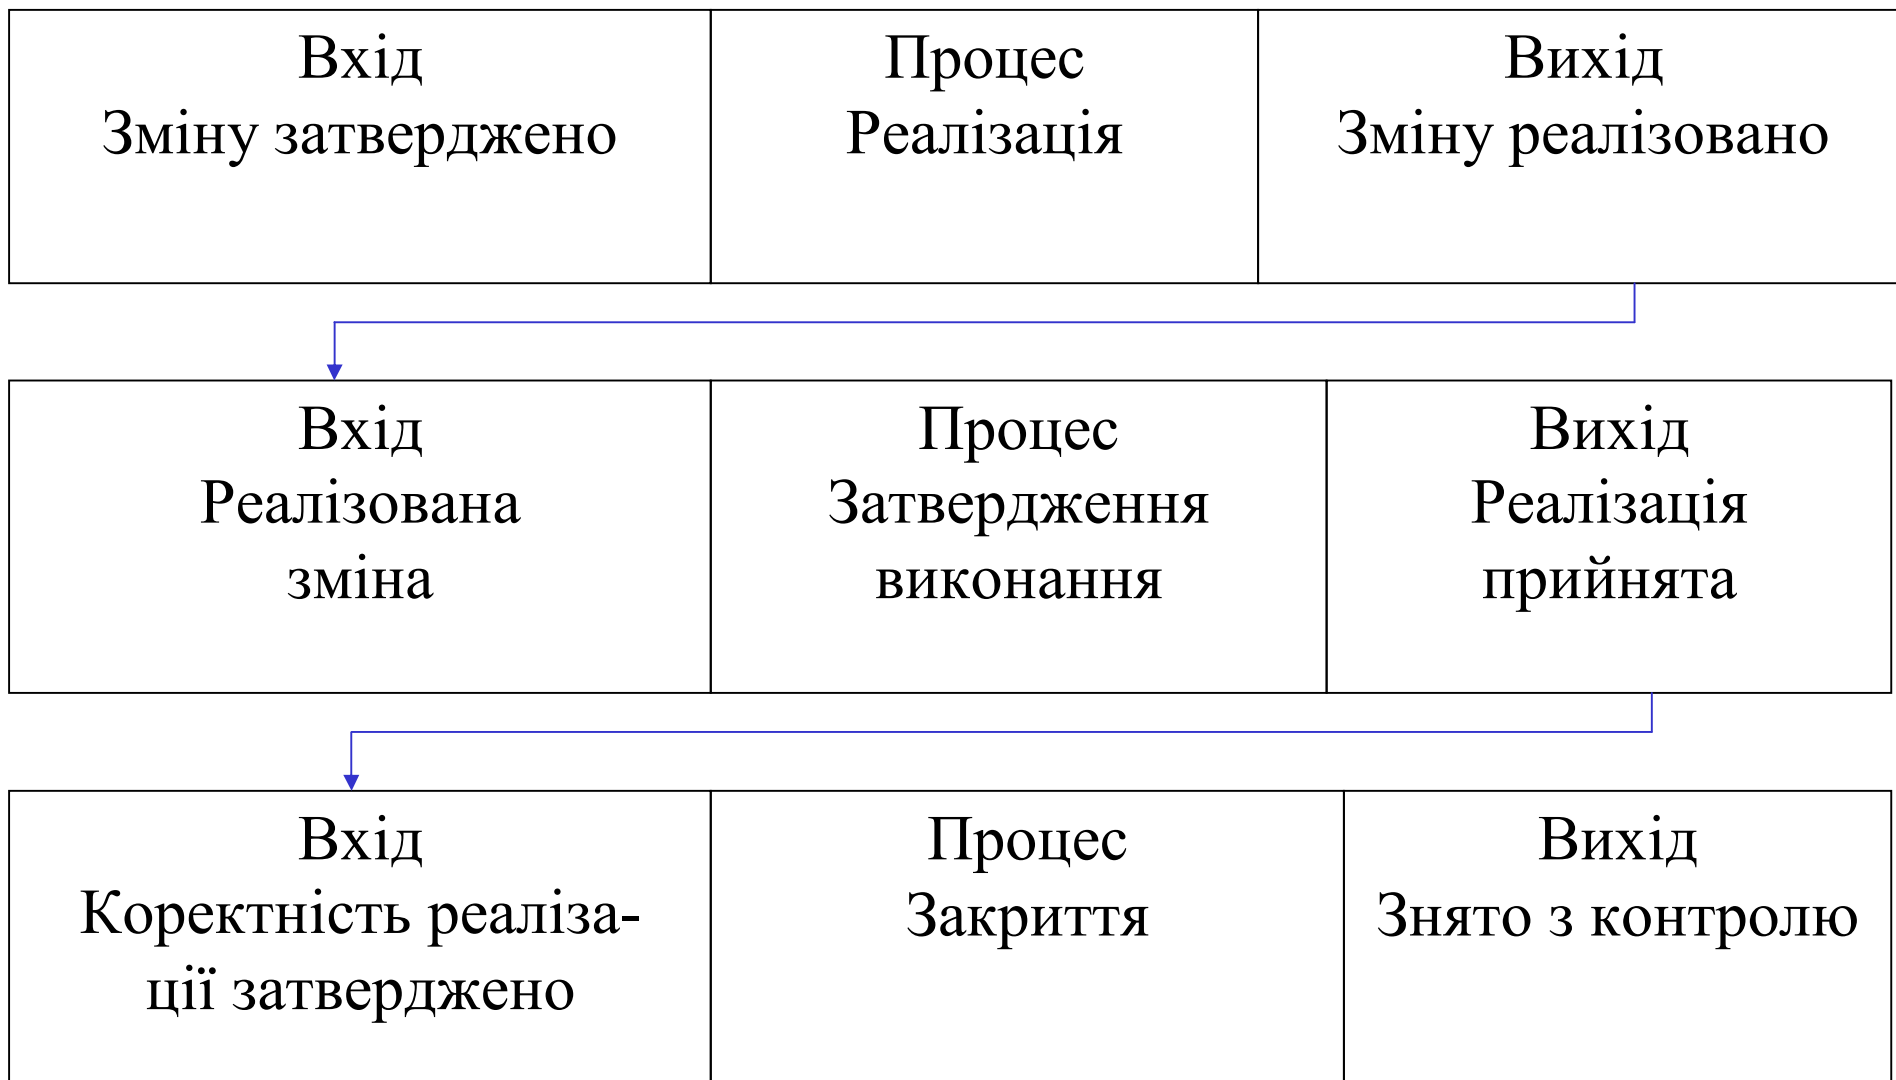 Вхід
Зміну затверджено
Процес
Реалізація
Вихід
Зміну реалізовано
Вхід
Реалізована
зміна
Процес
Затвердження
виконання
Вихід
Реалізація
прийнята
Вхід
Коректність реаліза-
ції затверджено
Процес
Закриття
Вихід
Знято з контролю